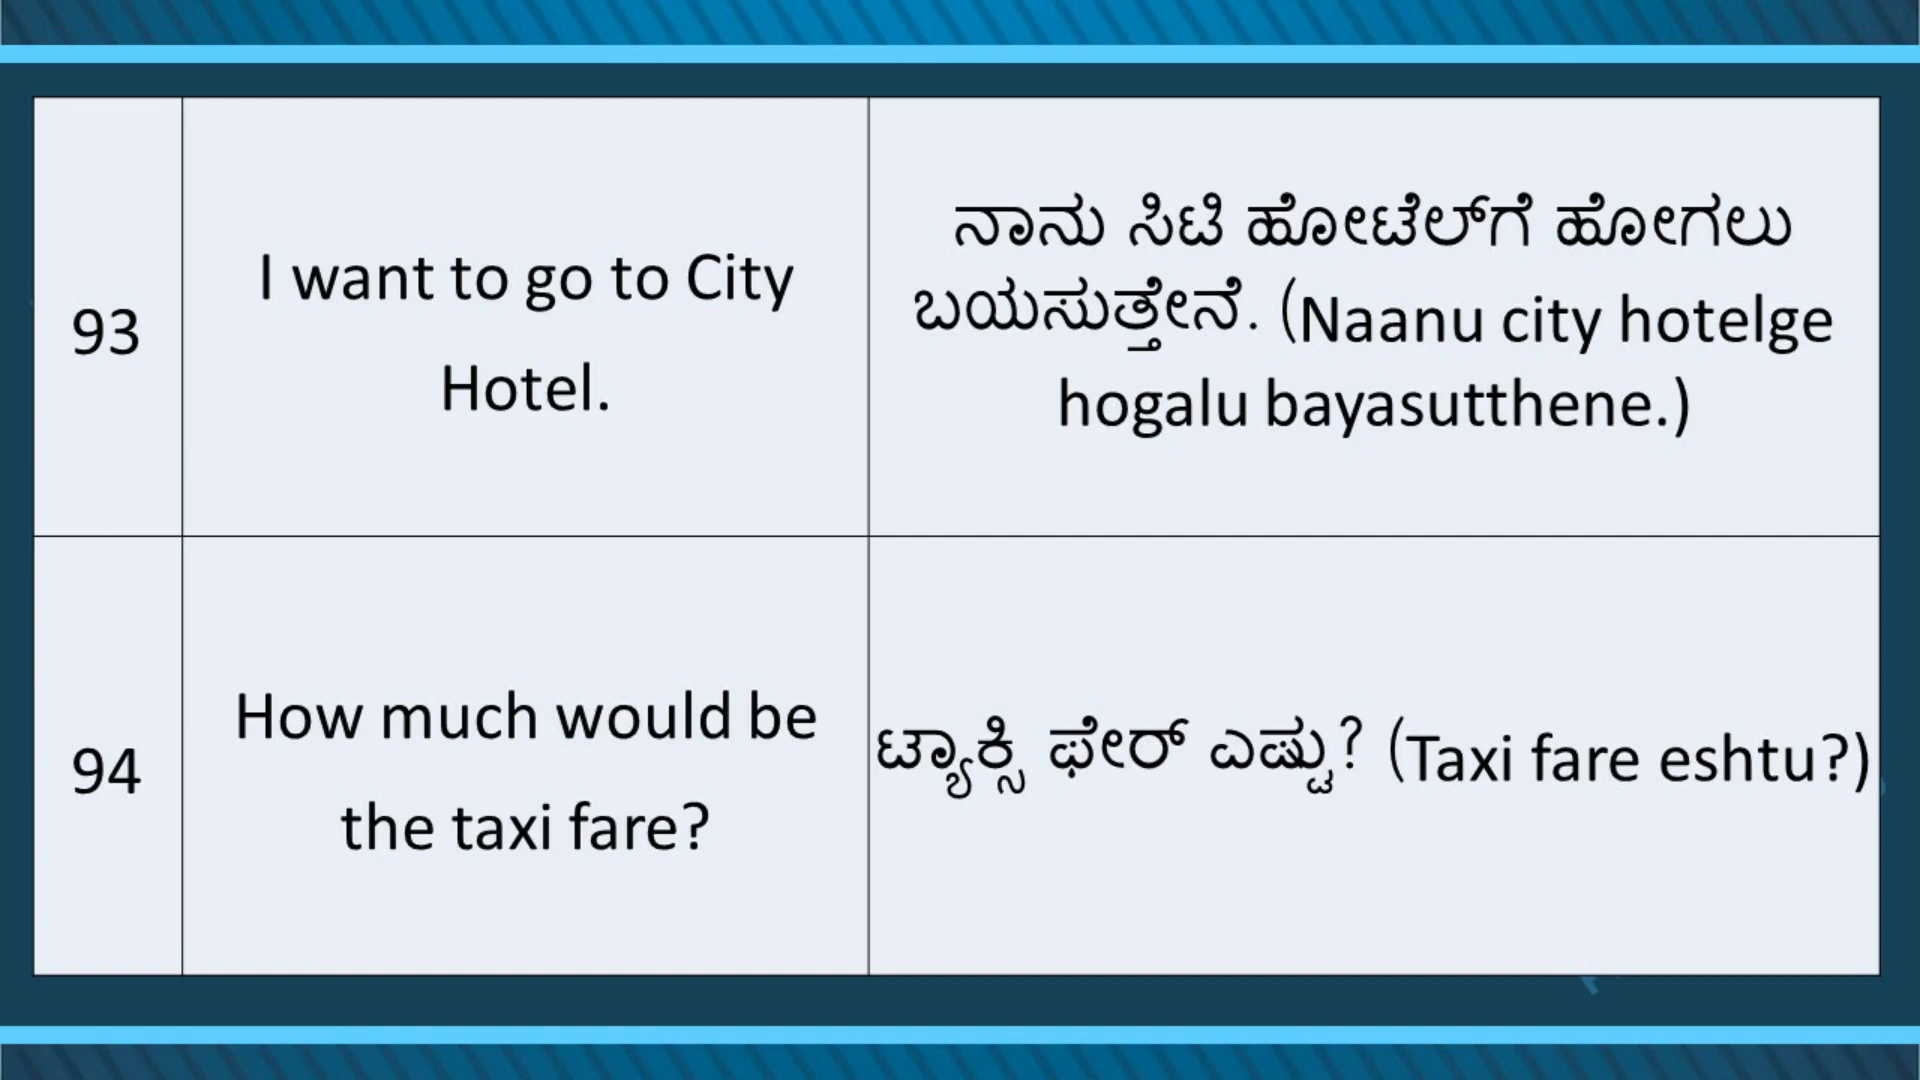 93
I want to go to City
Hotel.
ನಾನು ಸಿಟಿ ಹೋಟೆಲ್‌ಗೆ ಹೋಗಲು
ಬಯಸುತ್ತೇನೆ. (Naanu city hotelge
hogalu bayasutthene.)
94
How much would be
the taxi fare?
ಟ್ಯಾಕ್ಸಿ ಫೇರ್ ಎಷ್ಟು? (Taxi fare eshtu?)